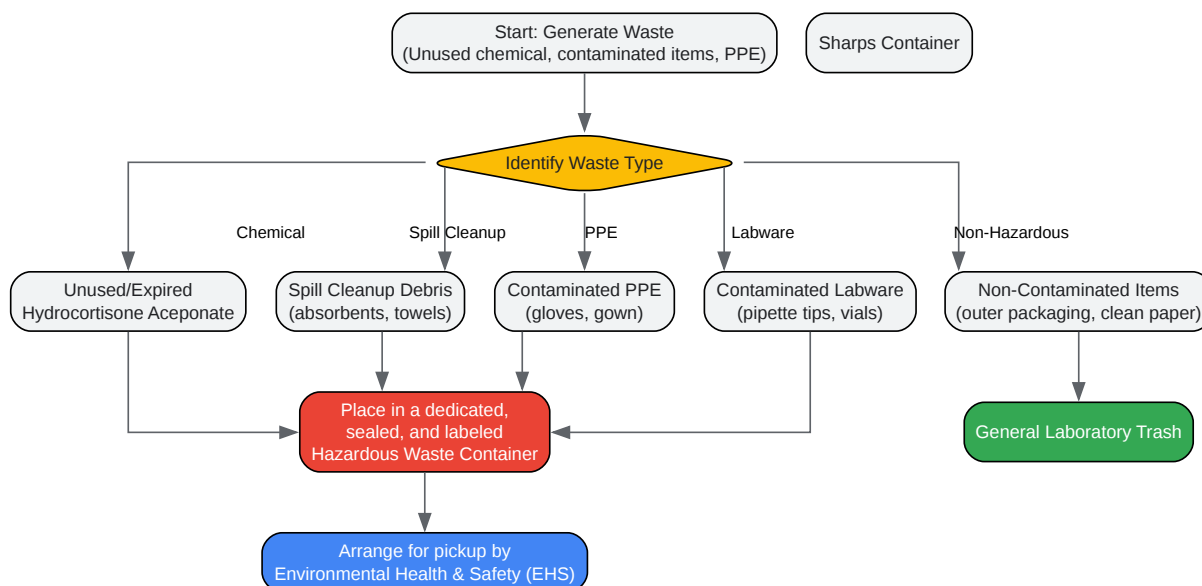 Start: Generate Waste
(Unused chemical, contaminated items, PPE)
Sharps Container
Identify Waste Type
Chemical
Spill Cleanup
PPE
Labware
Non-Hazardous
Unused/Expired
Hydrocortisone Aceponate
Spill Cleanup Debris
(absorbents, towels)
Contaminated PPE
(gloves, gown)
Contaminated Labware
(pipette tips, vials)
Non-Contaminated Items
(outer packaging, clean paper)
Place in a dedicated,
sealed, and labeled
Hazardous Waste Container
General Laboratory Trash
Arrange for pickup by
Environmental Health & Safety (EHS)